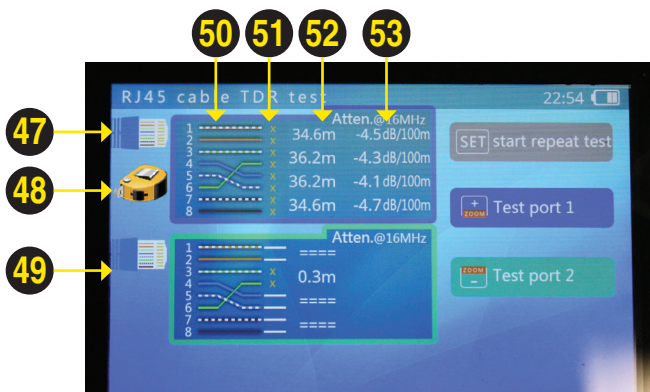 50 51 52 53
RJ45 cable TDR test 22:54
47
48
49
Atten.@16MHz
1
2 x 34.6m -4.5dB/100m
3
4 x 36.2m -4.3dB/100m
5
6 x 36.2m -4.1dB/100m
7
8 x 34.6m -4.7dB/100m
SET start repeat test
+ ZOOM Test port 1
Atten.@16MHz
1
2 ====
3 x
4 x 0.3m
5
6 ====
7
8 ====
ZOOM - Test port 2